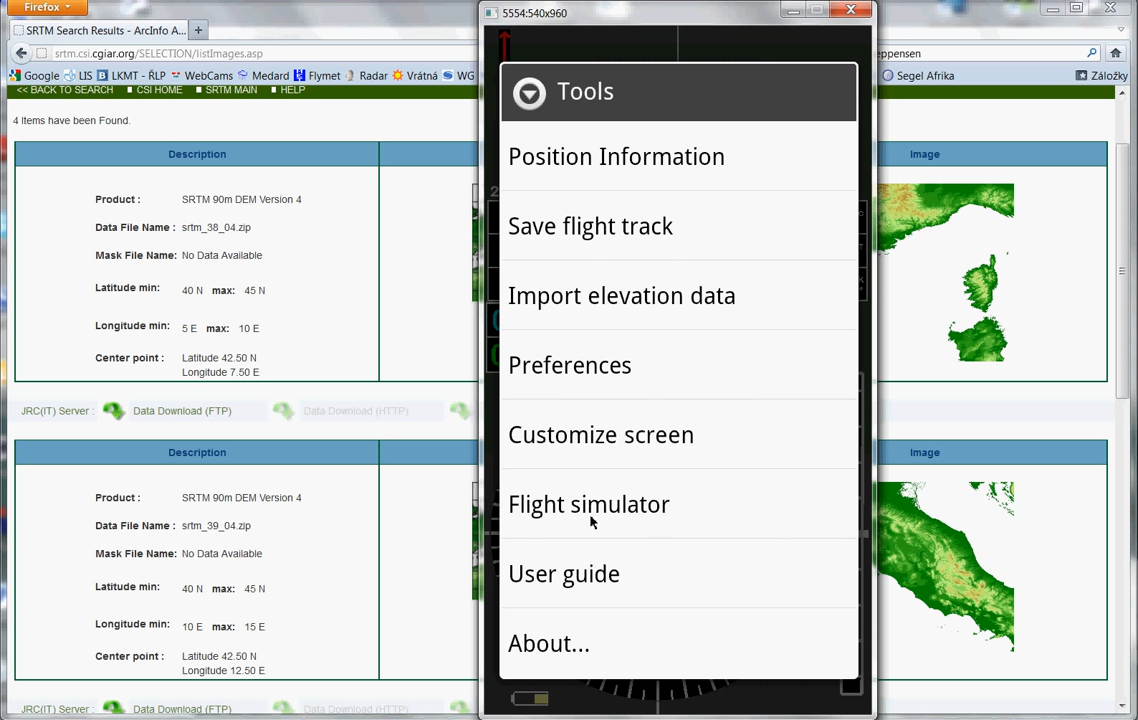 Firefox
5554:540x960
SRTM Search Results - ArcInfo A...
srtm.csi.cgiar.org/SELECTION/listImages.asp
eppensen
Google
LIS
LKMT - ŘLP
WebCams
Medard
Flymet
Radar
Vrátná
WG
Segel Afrika
Záložky
<< BACK TO SEARCH
CSI HOME
SRTM MAIN
HELP
4 Items have been Found.
Description
Image
Product : SRTM 90m DEM Version 4
Data File Name : srtm_38_04.zip
Mask File Name: No Data Available
Latitude min: 40 N max: 45 N
Longitude min: 5 E max: 10 E
Center point : Latitude 42.50 N
Longitude 7.50 E
JRC(IT) Server : Data Download (FTP) Data Download (HTTP)
Description
Image
Product : SRTM 90m DEM Version 4
Data File Name : srtm_39_04.zip
Mask File Name: No Data Available
Latitude min: 40 N max: 45 N
Longitude min: 10 E max: 15 E
Center point : Latitude 42.50 N
Longitude 12.50 E
JRC(IT) Server : Data Download (FTP) Data Download (HTTP)
Tools
Position Information
Save flight track
Import elevation data
Preferences
Customize screen
Flight simulator
User guide
About...